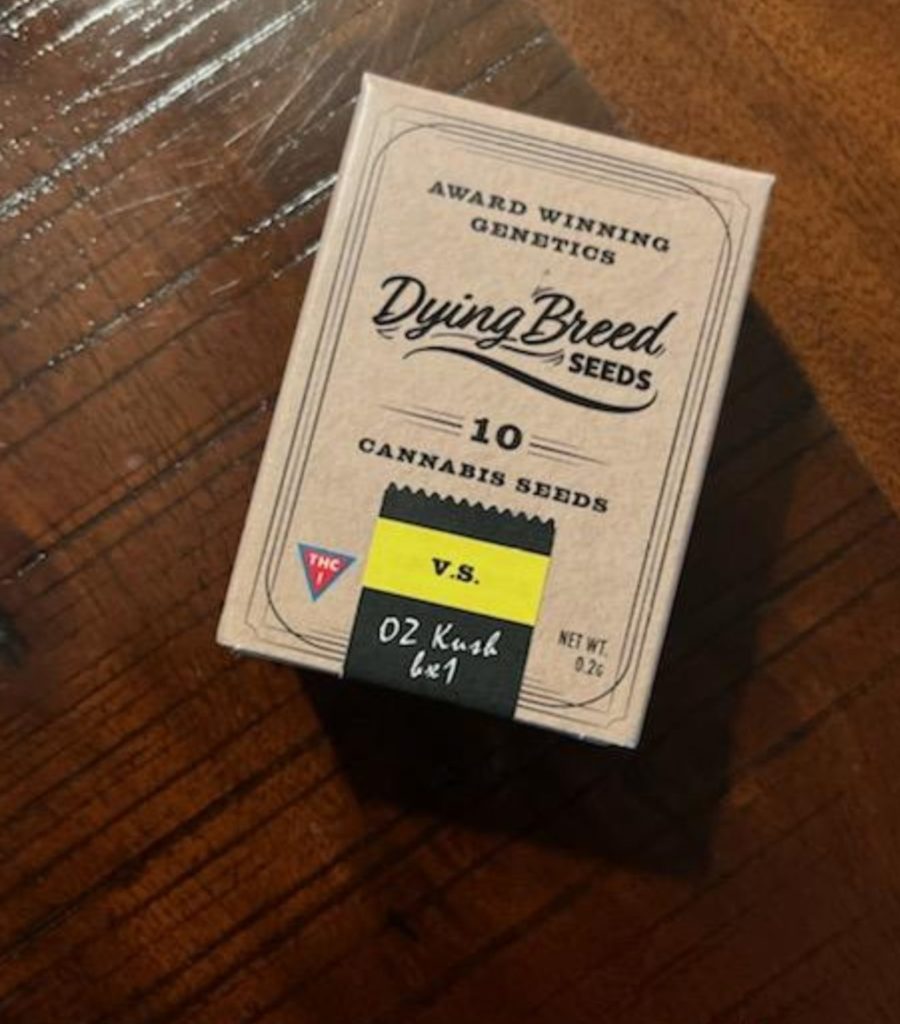 AWARD WINNING
GENETICS
Dying Breed
SEEDS
10
CANNABIS SEEDS
THC
!
V.S.
OZ Kush
bx1
NET WT.
0.2G